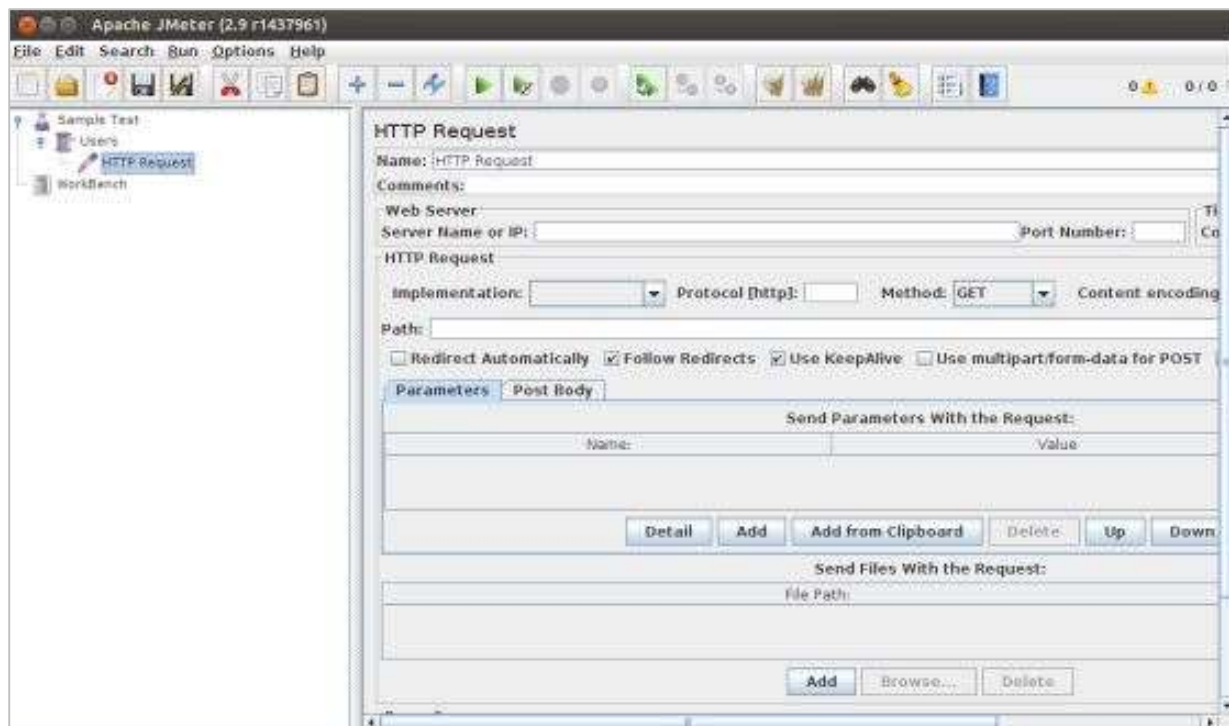 Apache JMeter (2.9 r1437961)
File Edit Search Run Options Help
0 0 / 0
Sample Test
Users
HTTP Request
WorkBench
HTTP Request
Name: HTTP Request
Comments:
Web Server
Ti
Server Name or IP: Port Number: Co
HTTP Request
Implementation: Protocol [http]: Method: GET Content encoding
Path:
Redirect Automatically Follow Redirects Use KeepAlive Use multipart/form-data for POST
Parameters Post Body
Send Parameters With the Request:
Name: Value
Detail Add Add from Clipboard Delete Up Down
Send Files With the Request:
File Path:
Add Browse... Delete